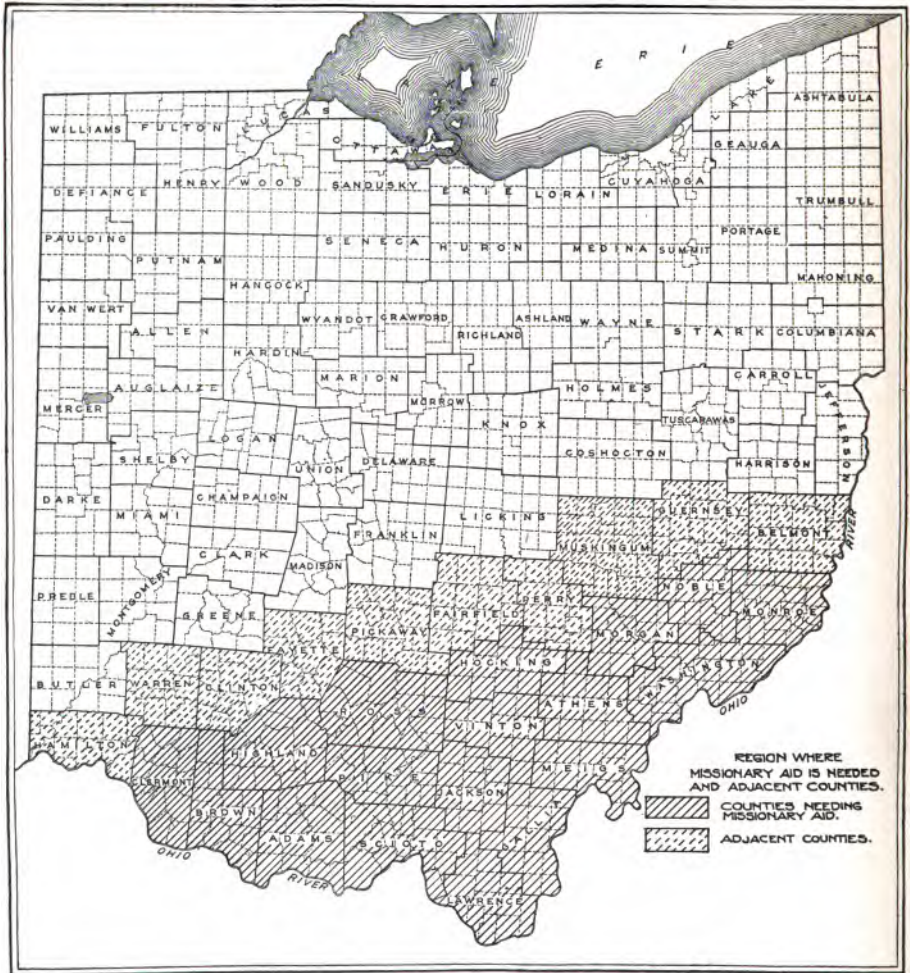 LAKE ERIE
LAKE
ASHTABULA
LUCAS
WILLIAMS
FULTON
OTTAWA
GEAUGA
CUYAHOGA
HENRY
WOOD
SANDUSKY
ERIE
LORAIN
DEFIANCE
TRUMBULL
PAULDING
SENECA
HURON
MEDINA
SUMMIT
PORTAGE
PUTNAM
MAHONING
HANCOCK
VAN WERT
WYANDOT
CRAWFORD
ASHLAND
WAYNE
ALLEN
RICHLAND
STARK
COLUMBIANA
HARDIN
MARION
CARROLL
AUGLAIZE
HOLMES
JEFFERSON
MERCER
MORROW
KNOX
TUSCARAWAS
LOGAN
UNION
DELAWARE
COSHOCTON
SHELBY
HARRISON
DARKE
CHAMPAION
MIAMI
LICKING
GUERNSEY
FRANKLIN
BELMONT
RIVER
CLARK
MUSKINGUM
MADISON
NOBLE
PREBLE
MONTGOMERY
GREENE
FAIRFIELD
PERRY
MONROE
PICKAWAY
MORGAN
FAYETTE
HOCKING
WASHINGTON
BUTLER
WARREN
CLINTON
ROSS
ATHENS
OHIO
VINTON
HAMILTON
HIGHLAND
MEIGS
CLERMONT
PIKE
JACKSON
BROWN
GALLIA
ADAMS
SCIOTO
OHIO
RIVER
LAWRENCE
REGION WHERE
MISSIONARY AID IS NEEDED
AND ADJACENT COUNTIES.
COUNTIES NEEDING
MISSIONARY AID.
ADJACENT COUNTIES.